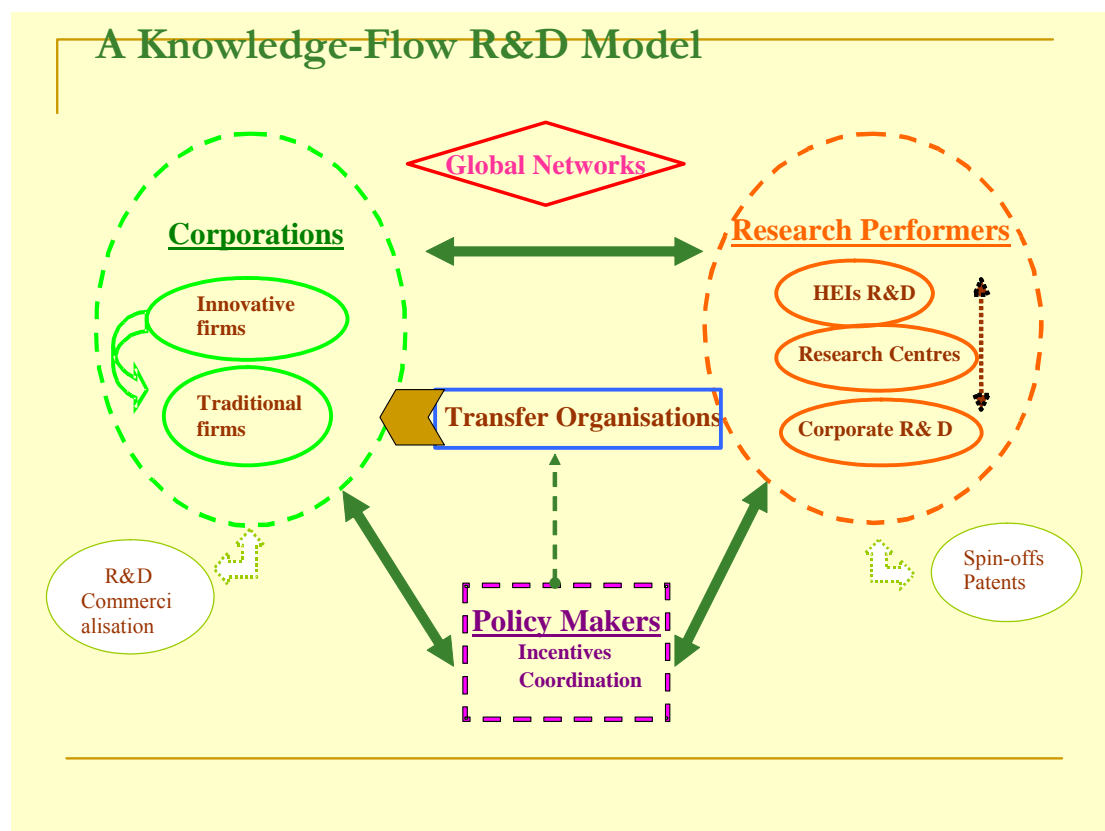 A Knowledge-Flow R&D Model
Global Networks
Corporations
Innovative
firms
Traditional
firms
Research Performers
HEIs R&D
Research Centres
Corporate R& D
Transfer Organisations
R&D
Commerci
alisation
Spin-offs
Patents
Policy Makers
Incentives
Coordination